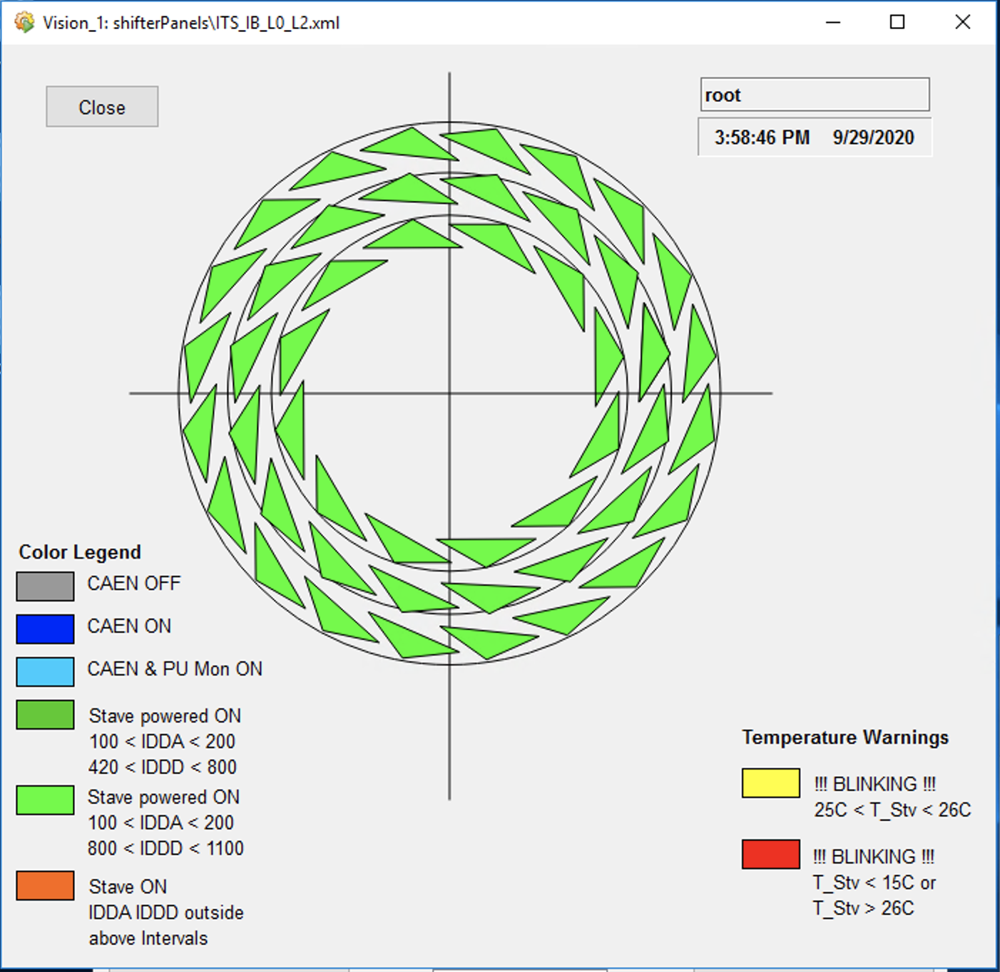 Vision_1: shifterPanels\ITS_IB_L0_L2.xml
Close
root
3:58:46 PM 9/29/2020
Color Legend
CAEN OFF
CAEN ON
CAEN & PU Mon ON
Stave powered ON
100 < IDDA < 200
420 < IDDD < 800
Stave powered ON
100 < IDDA < 200
800 < IDDD < 1100
Stave ON
IDDA IDDD outside
above Intervals
Temperature Warnings
!!! BLINKING !!!
25C < T_Stv < 26C
!!! BLINKING !!!
T_Stv < 15C or
T_Stv > 26C